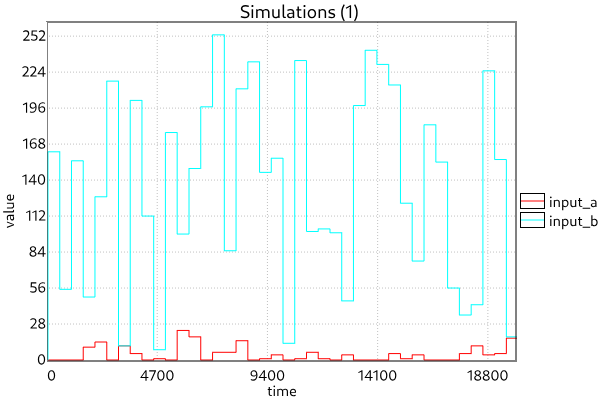 Simulations (1)
252
224
196
168
140
112
84
56
28
0
value
0 4700 9400 14100 18800
time
input_a
input_b